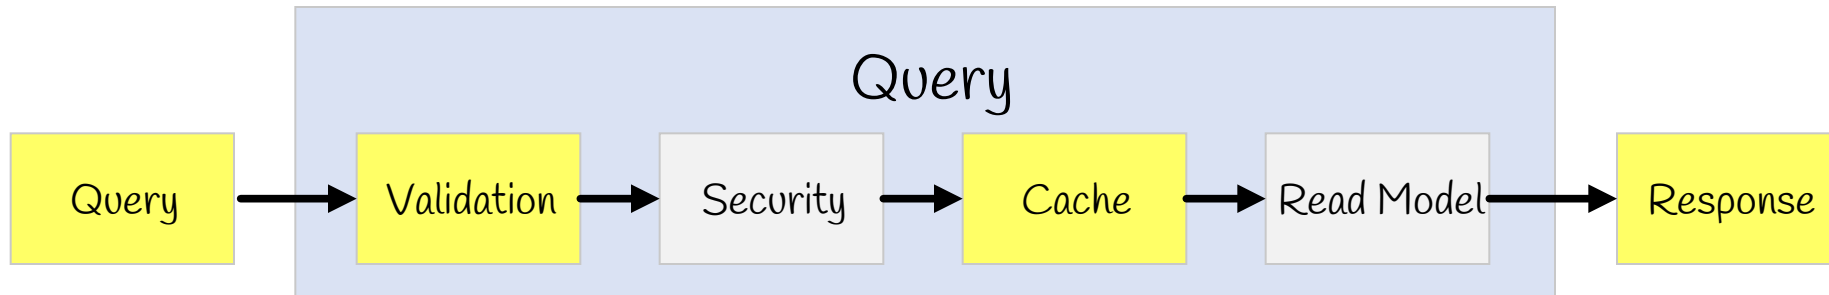 Query
Query
Validation
Security
Cache
Read Model
Response